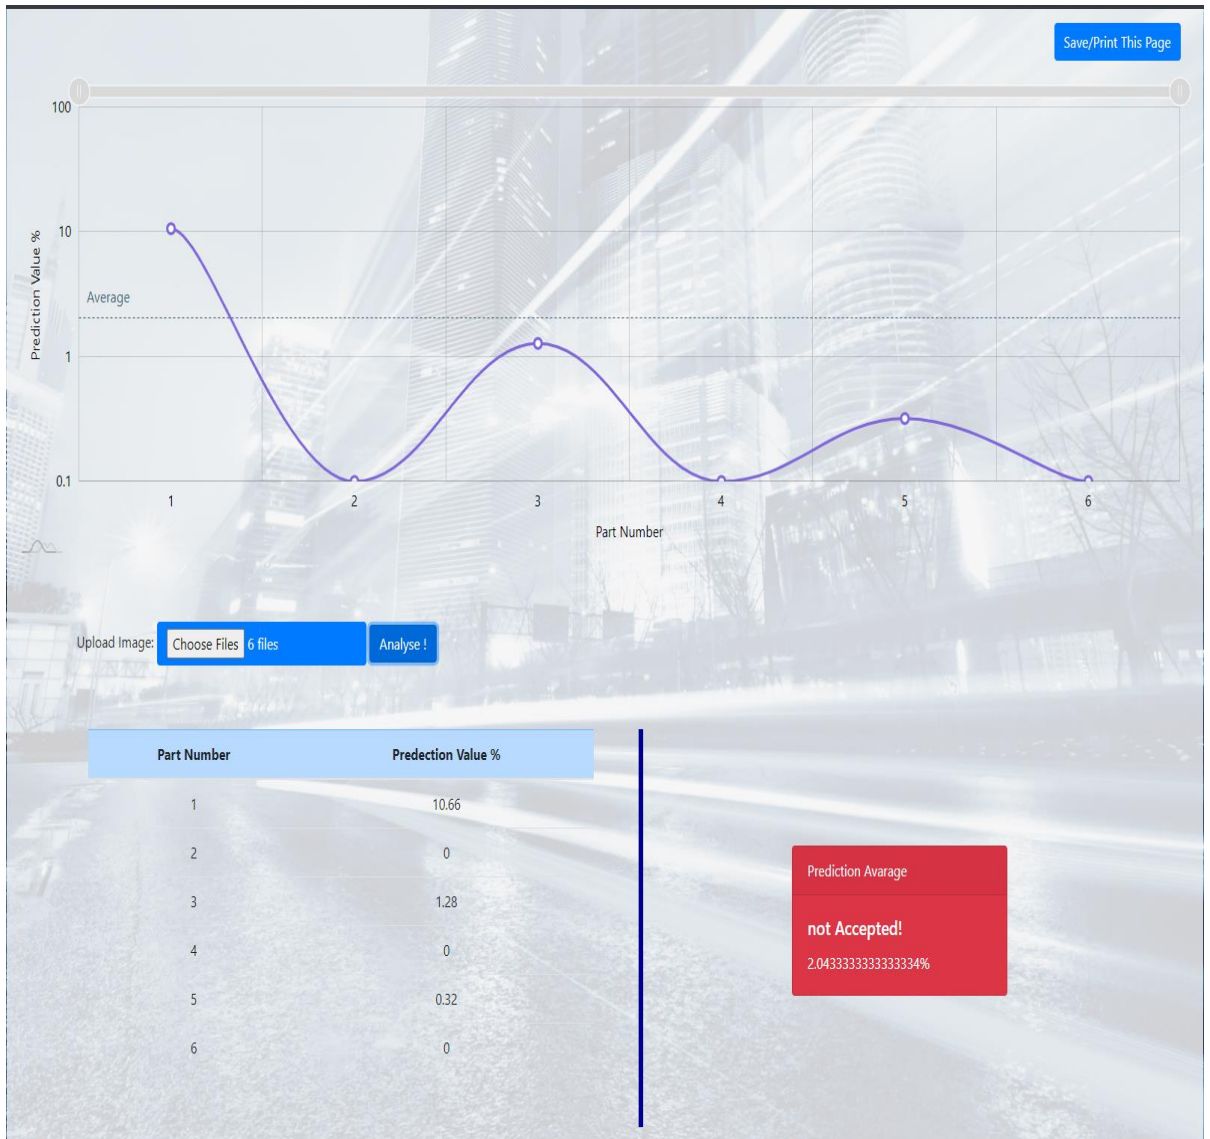 Save/Print This Page
100
10
1
0.1
Prediction Value %
Average
1 2 3 4 5 6
Part Number
Upload Image: Choose Files 6 files Analyse !
Part Number Predection Value %
1 10.66
2 0
3 1.28
4 0
5 0.32
6 0
Prediction Avarage
not Accepted!
2.0433333333333334%